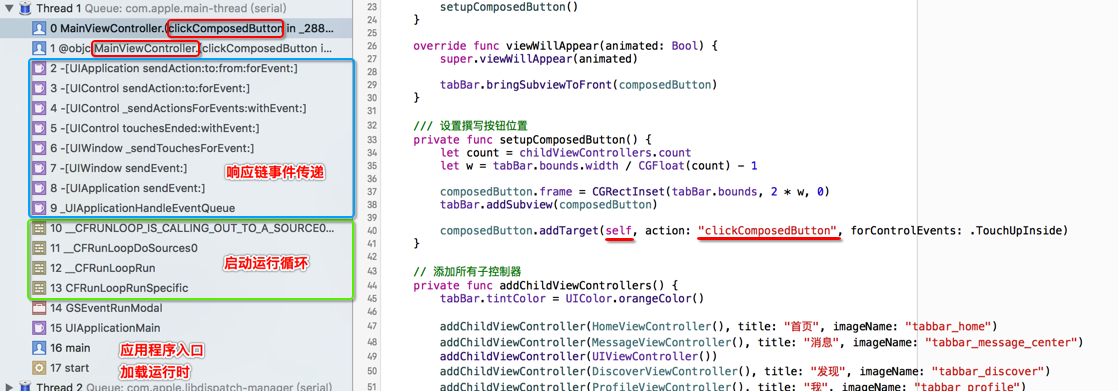 Thread 1 Queue: com.apple.main-thread (serial)
0 MainViewController.(clickComposedButton in _288...
1 @objc MainViewController.(clickComposedButton i...
2 -[UIApplication sendAction:to:from:forEvent:]
3 -[UIControl sendAction:to:forEvent:]
4 -[UIControl _sendActionsForEvents:withEvent:]
5 -[UIControl touchesEnded:withEvent:]
6 -[UIWindow _sendTouchesForEvent:]
7 -[UIWindow sendEvent:]
响应链事件传递
8 -[UIApplication sendEvent:]
9 _UIApplicationHandleEventQueue
10 __CFRUNLOOP_IS_CALLING_OUT_TO_A_SOURCE0...
11 __CFRunLoopDoSources0
12 __CFRunLoopRun
启动运行循环
13 CFRunLoopRunSpecific
14 GSEventRunModal
15 UIApplicationMain
16 main
应用程序入口
17 start
加载运行时
Thread 2 Queue: com.apple.libdispatch-manager (serial)
23 setupComposedButton()
24 }
25
26 override func viewWillAppear(animated: Bool) {
27 super.viewWillAppear(animated)
28
29 tabBar.bringSubviewToFront(composedButton)
30 }
31
32 /// 设置撰写按钮位置
33 private func setupComposedButton() {
34 let count = childViewControllers.count
35 let w = tabBar.bounds.width / CGFloat(count) - 1
36
37 composedButton.frame = CGRectInset(tabBar.bounds, 2 * w, 0)
38 tabBar.addSubview(composedButton)
39
40 composedButton.addTarget(self, action: "clickComposedButton", forControlEvents: .TouchUpInside)
41 }
42
43 // 添加所有子控制器
44 private func addChildViewControllers() {
45 tabBar.tintColor = UIColor.orangeColor()
46
47 addChildViewController(HomeViewController(), title: "首页", imageName: "tabbar_home")
48 addChildViewController(MessageViewController(), title: "消息", imageName: "tabbar_message_center")
49 addChildViewController(UIViewController())
50 addChildViewController(DiscoverViewController(), title: "发现", imageName: "tabbar_discover")
51 addChildViewController(ProfileViewController(), title: "我", imageName: "tabbar_profile")